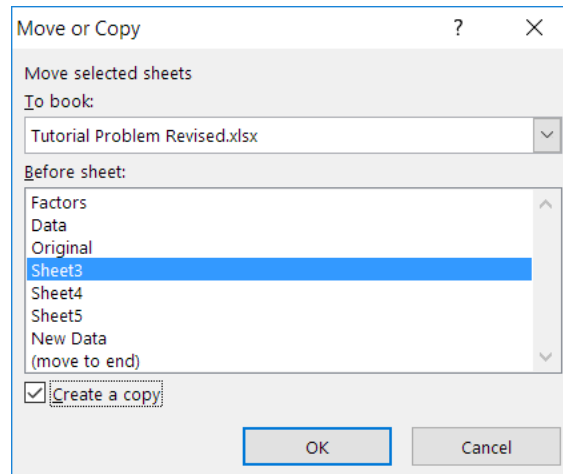 Move or Copy ?
Move selected sheets
To book:
Tutorial Problem Revised.xlsx
Before sheet:
Factors
Data
Original
Sheet3
Sheet4
Sheet5
New Data
(move to end)
Create a copy
OK Cancel